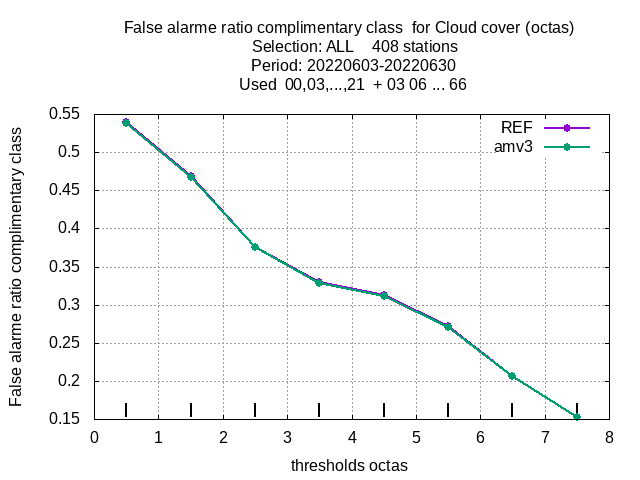 False alarme ratio complimentary class for Cloud cover (octas)
Selection: ALL 408 stations
Period: 20220603-20220630
Used 00,03,...,21 + 03 06 ... 66
REF
amv3
False alarme ratio complimentary class
0.55
0.5
0.45
0.4
0.35
0.3
0.25
0.2
0.15
0 1 2 3 4 5 6 7 8
thresholds octas